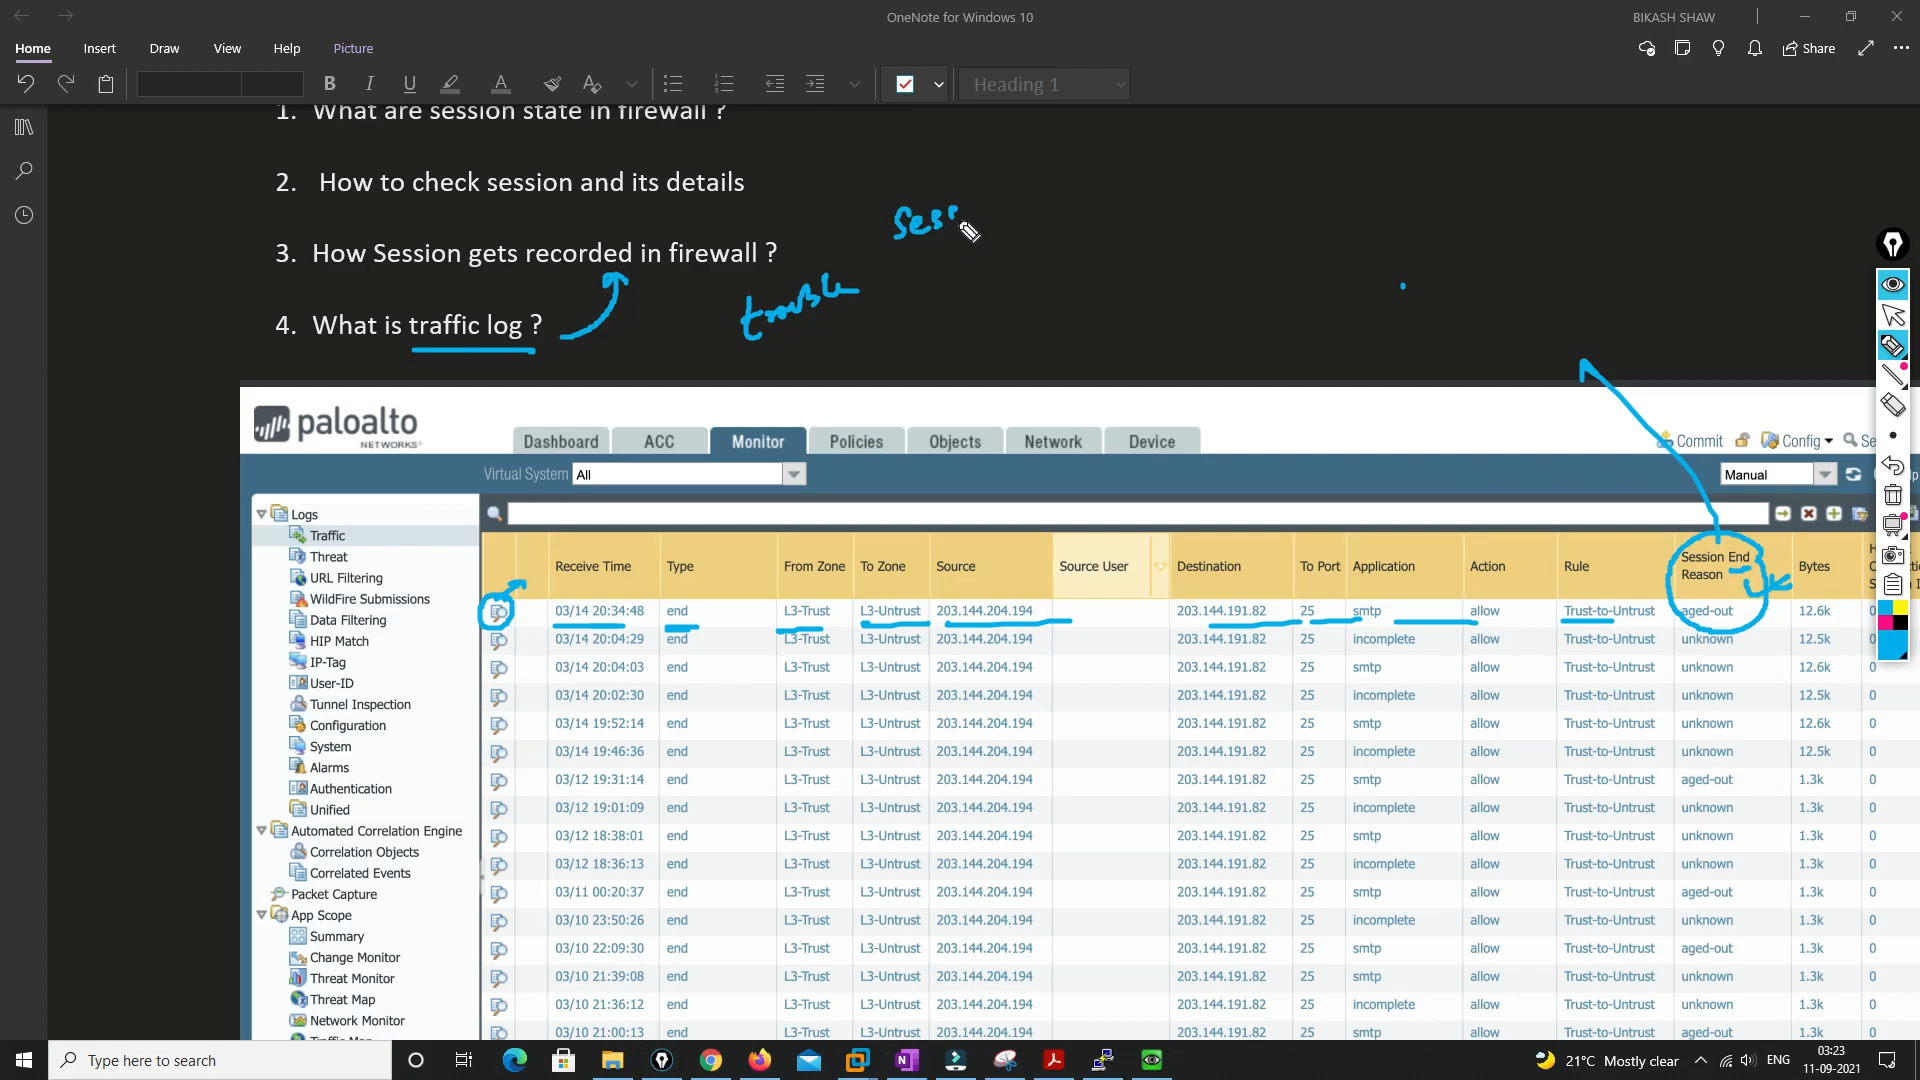 OneNote for Windows 10
BIKASH SHAW
Home Insert Draw View Help Picture
Share
B I U A Heading 1
1. What are session state in firewall ?
2. How to check session and its details
Sess
3. How Session gets recorded in firewall ?
trouble
4. What is traffic log ?
paloalto
NETWORKS
Dashboard ACC Monitor Policies Objects Network Device
Commit Config Se
Virtual System All
Manual
Logs
Traffic
Threat
URL Filtering
WildFire Submissions
Data Filtering
HIP Match
IP-Tag
User-ID
Tunnel Inspection
Configuration
System
Alarms
Authentication
Unified
Automated Correlation Engine
Correlation Objects
Correlated Events
Packet Capture
App Scope
Summary
Change Monitor
Threat Monitor
Threat Map
Network Monitor
Receive Time Type From Zone To Zone Source Source User Destination To Port Application Action Rule Session End Reason Bytes
03/14 20:34:48 end L3-Trust L3-Untrust 203.144.204.194 203.144.191.82 25 smtp allow Trust-to-Untrust aged-out 12.6k 0
03/14 20:04:29 end L3-Trust L3-Untrust 203.144.204.194 203.144.191.82 25 incomplete allow Trust-to-Untrust unknown 12.5k 0
03/14 20:04:03 end L3-Trust L3-Untrust 203.144.204.194 203.144.191.82 25 smtp allow Trust-to-Untrust unknown 12.6k 0
03/14 20:02:30 end L3-Trust L3-Untrust 203.144.204.194 203.144.191.82 25 incomplete allow Trust-to-Untrust unknown 12.5k 0
03/14 19:52:14 end L3-Trust L3-Untrust 203.144.204.194 203.144.191.82 25 smtp allow Trust-to-Untrust unknown 12.6k 0
03/14 19:46:36 end L3-Trust L3-Untrust 203.144.204.194 203.144.191.82 25 incomplete allow Trust-to-Untrust unknown 12.5k 0
03/12 19:31:14 end L3-Trust L3-Untrust 203.144.204.194 203.144.191.82 25 smtp allow Trust-to-Untrust aged-out 1.3k 0
03/12 19:01:09 end L3-Trust L3-Untrust 203.144.204.194 203.144.191.82 25 incomplete allow Trust-to-Untrust unknown 1.3k 0
03/12 18:38:01 end L3-Trust L3-Untrust 203.144.204.194 203.144.191.82 25 smtp allow Trust-to-Untrust unknown 1.3k 0
03/12 18:36:13 end L3-Trust L3-Untrust 203.144.204.194 203.144.191.82 25 incomplete allow Trust-to-Untrust unknown 1.3k 0
03/11 00:20:37 end L3-Trust L3-Untrust 203.144.204.194 203.144.191.82 25 smtp allow Trust-to-Untrust aged-out 1.3k 0
03/10 23:50:26 end L3-Trust L3-Untrust 203.144.204.194 203.144.191.82 25 incomplete allow Trust-to-Untrust unknown 1.3k 0
03/10 22:09:30 end L3-Trust L3-Untrust 203.144.204.194 203.144.191.82 25 smtp allow Trust-to-Untrust aged-out 1.3k 0
03/10 21:39:08 end L3-Trust L3-Untrust 203.144.204.194 203.144.191.82 25 smtp allow Trust-to-Untrust unknown 1.3k 0
03/10 21:36:12 end L3-Trust L3-Untrust 203.144.204.194 203.144.191.82 25 incomplete allow Trust-to-Untrust unknown 1.3k 0
03/10 21:00:13 end L3-Trust L3-Untrust 203.144.204.194 203.144.191.82 25 smtp allow Trust-to-Untrust aged-out 1.3k 0
Type here to search
21°C Mostly clear ENG
03:23
11-09-2021